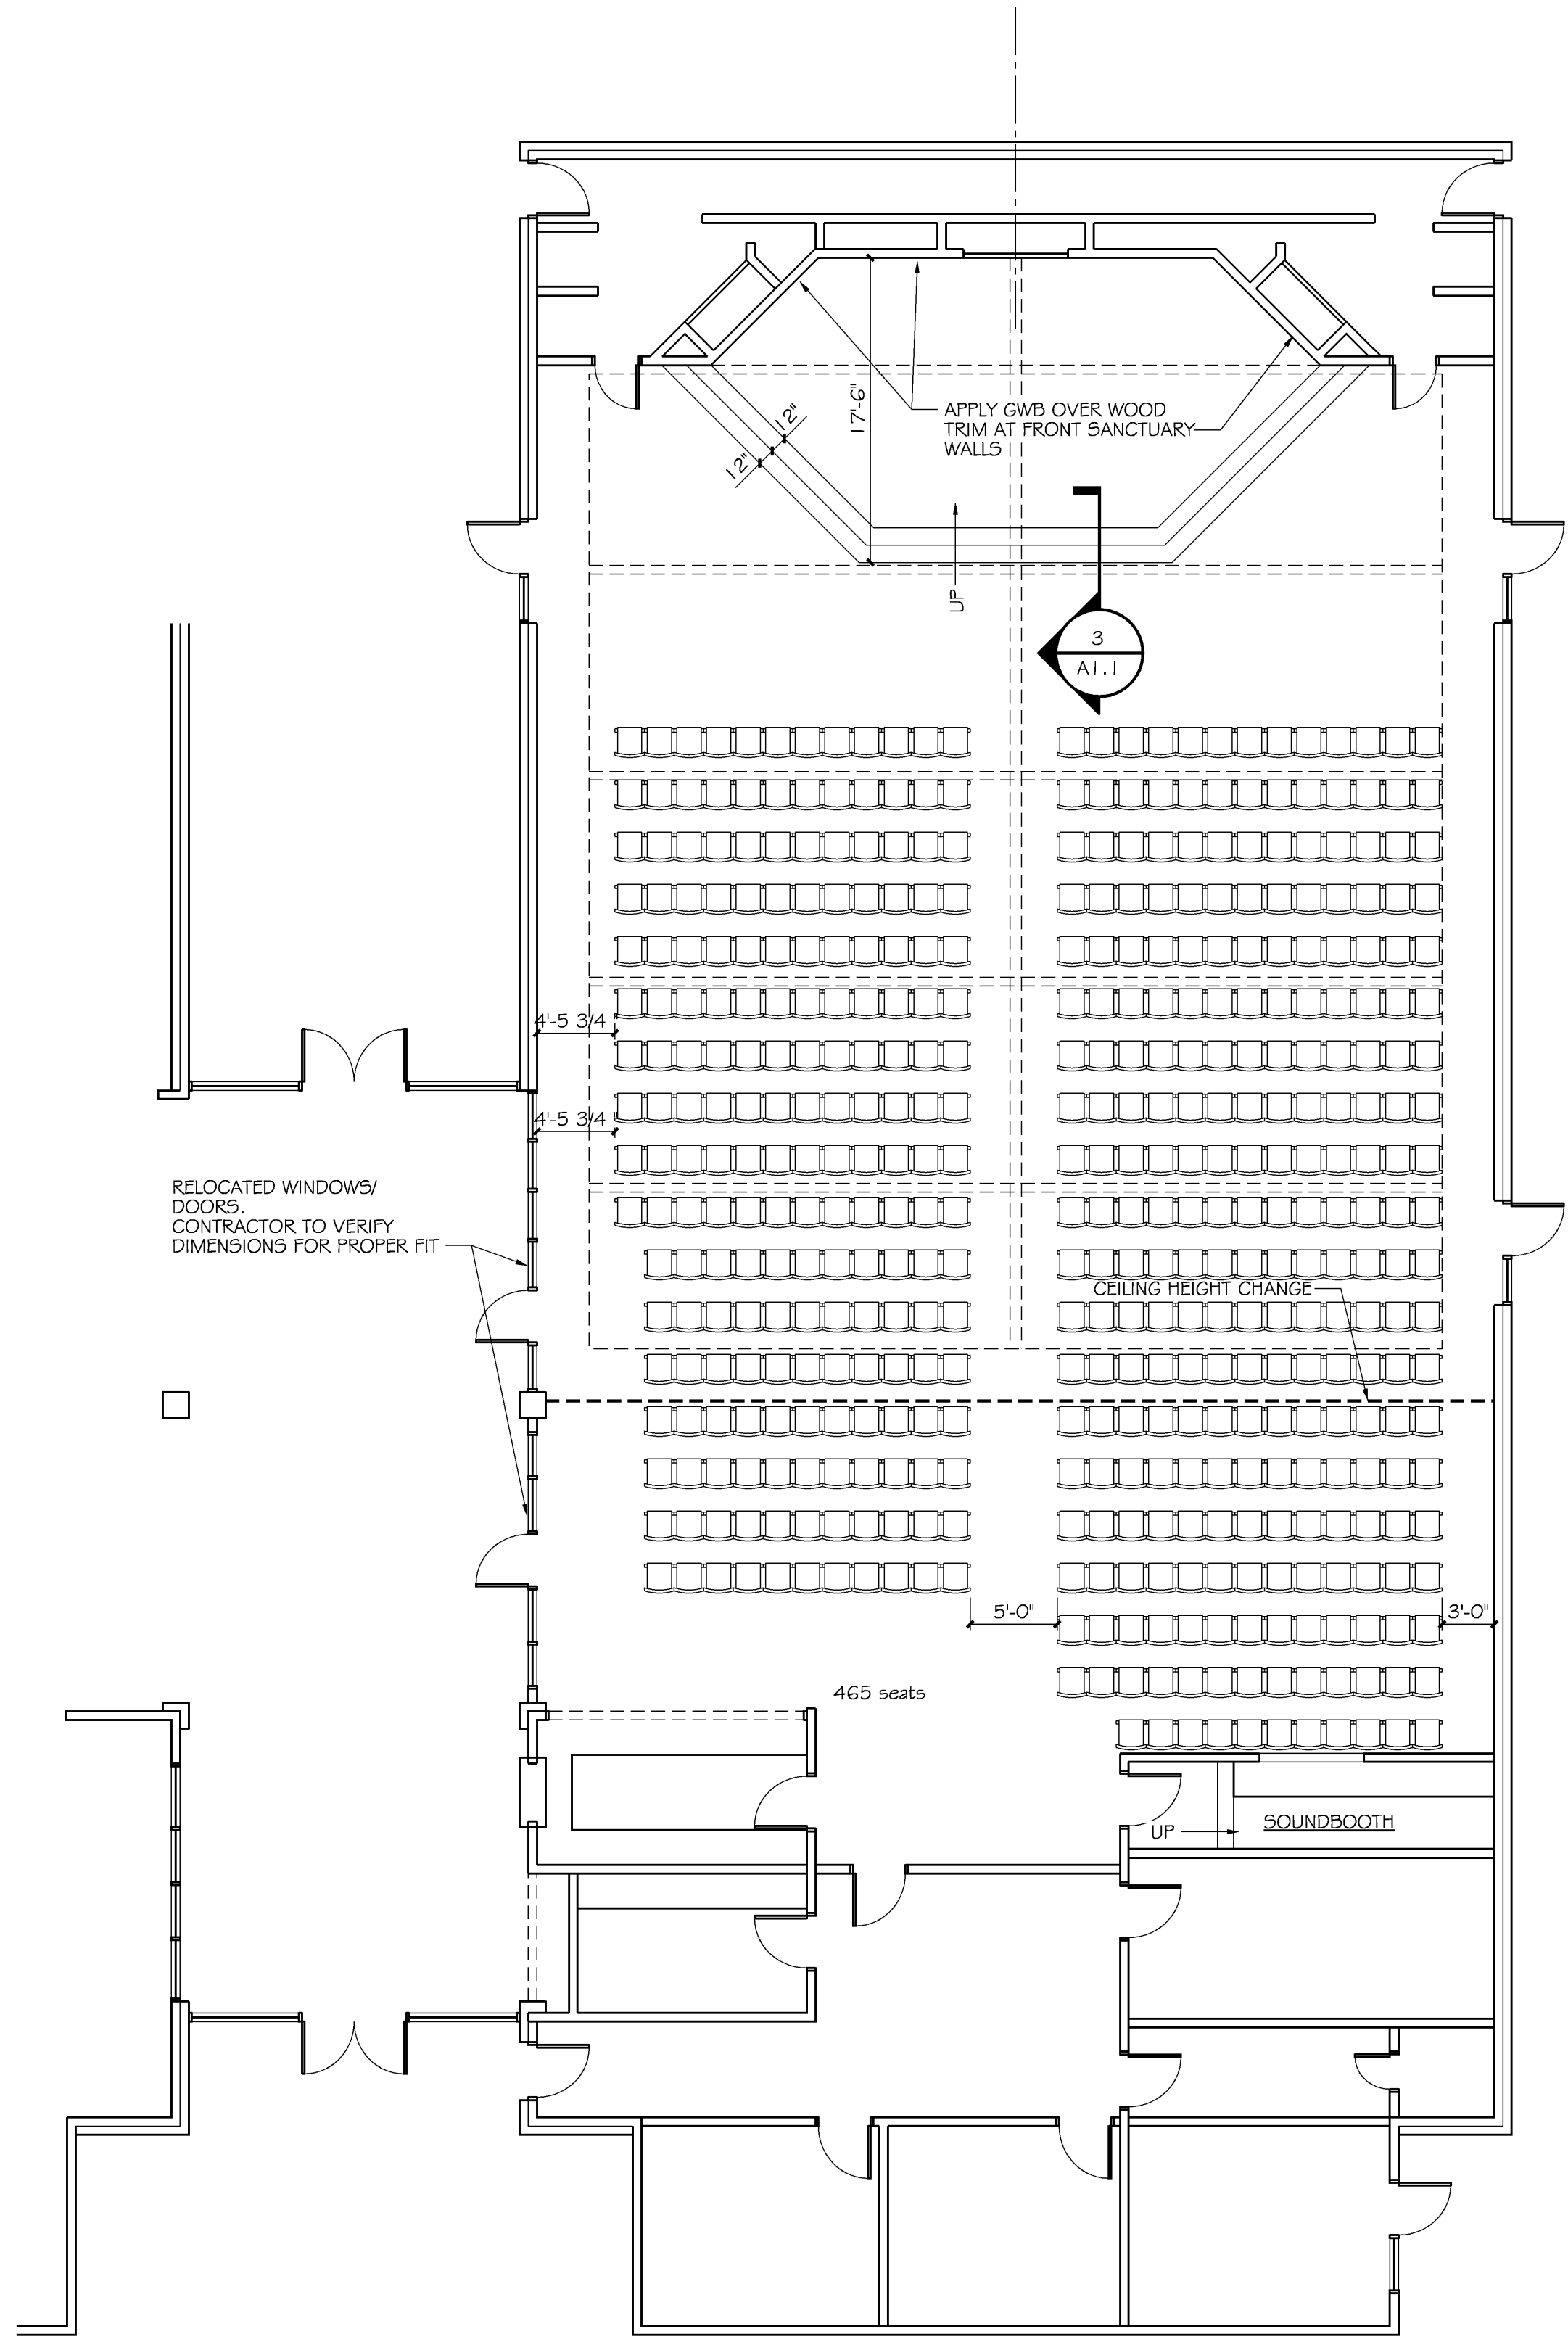 12"
12"
17'-6"
APPLY GWB OVER WOOD
TRIM AT FRONT SANCTUARY
WALLS
UP
3
A1.1
4'-5 3/4"
4'-5 3/4"
RELOCATED WINDOWS/
DOORS.
CONTRACTOR TO VERIFY
DIMENSIONS FOR PROPER FIT
CEILING HEIGHT CHANGE
5'-0"
3'-0"
465 seats
UP
SOUNDBOOTH